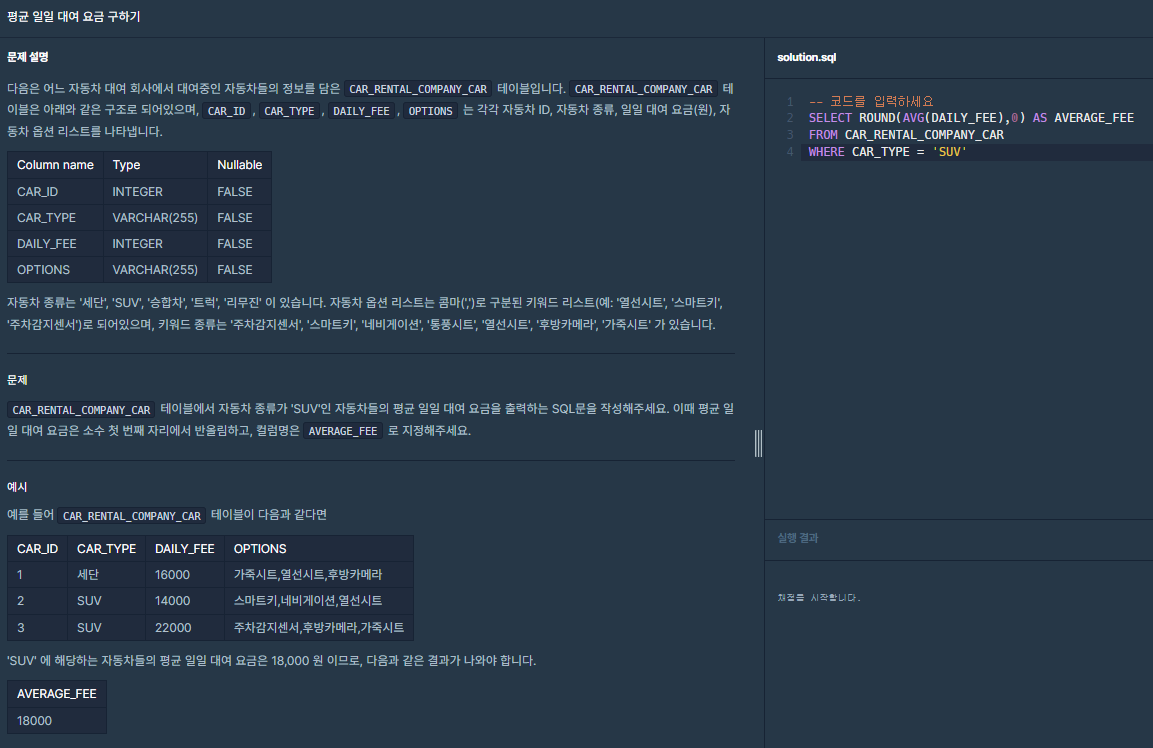 평균 일일 대여 요금 구하기
문제 설명
다음은 어느 자동차 대여 회사에서 대여중인 자동차들의 정보를 담은 CAR_RENTAL_COMPANY_CAR 테이블입니다. CAR_RENTAL_COMPANY_CAR 테
이블은 아래와 같은 구조로 되어있으며, CAR_ID, CAR_TYPE, DAILY_FEE, OPTIONS 는 각각 자동차 ID, 자동차 종류, 일일 대여 요금(원), 자
동차 옵션 리스트를 나타냅니다.
Column name Type Nullable
CAR_ID INTEGER FALSE
CAR_TYPE VARCHAR(255) FALSE
DAILY_FEE INTEGER FALSE
OPTIONS VARCHAR(255) FALSE
자동차 종류는 '세단', 'SUV', '승합차', '트럭', '리무진' 이 있습니다. 자동차 옵션 리스트는 콤마(',')로 구분된 키워드 리스트(예: '열선시트', '스마트키',
'주차감지센서')로 되어있으며, 키워드 종류는 '주차감지센서', '스마트키', '네비게이션', '통풍시트', '열선시트', '후방카메라', '가죽시트' 가 있습니다.
문제
CAR_RENTAL_COMPANY_CAR 테이블에서 자동차 종류가 'SUV'인 자동차들의 평균 일일 대여 요금을 출력하는 SQL문을 작성해주세요. 이때 평균 일
일 대여 요금은 소수 첫 번째 자리에서 반올림하고, 컬럼명은 AVERAGE_FEE 로 지정해주세요.
예시
예를 들어 CAR_RENTAL_COMPANY_CAR 테이블이 다음과 같다면
CAR_ID CAR_TYPE DAILY_FEE OPTIONS
1 세단 16000 가죽시트,열선시트,후방카메라
2 SUV 14000 스마트키,네비게이션,열선시트
3 SUV 22000 주차감지센서,후방카메라,가죽시트
'SUV' 에 해당하는 자동차들의 평균 일일 대여 요금은 18,000 원 이므로, 다음과 같은 결과가 나와야 합니다.
AVERAGE_FEE
18000
solution.sql
1 -- 코드를 입력하세요
2 SELECT ROUND(AVG(DAILY_FEE),0) AS AVERAGE_FEE
3 FROM CAR_RENTAL_COMPANY_CAR
4 WHERE CAR_TYPE = 'SUV'
실행 결과
채점을 시작합니다.